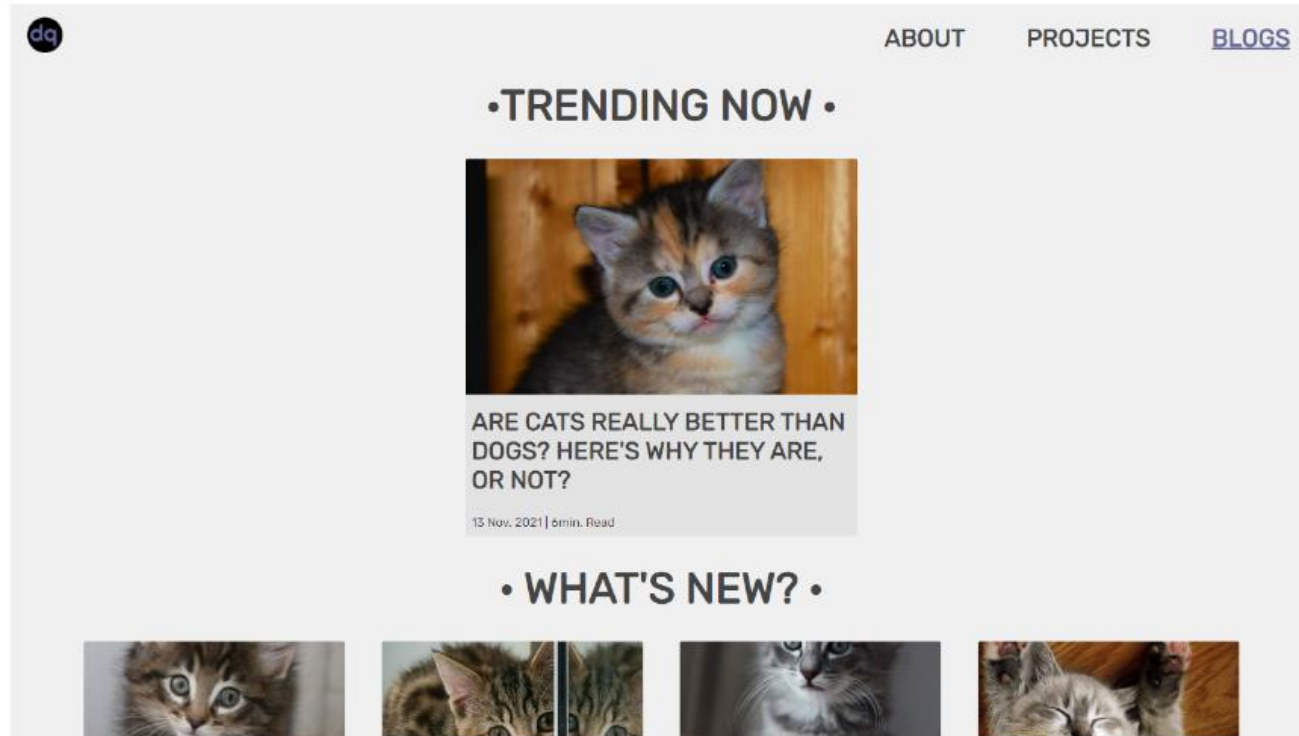 dq
ABOUT PROJECTS BLOGS
•TRENDING NOW •
ARE CATS REALLY BETTER THAN
DOGS? HERE'S WHY THEY ARE,
OR NOT?
13 Nov. 2021 | 6min. Read
• WHAT'S NEW? •